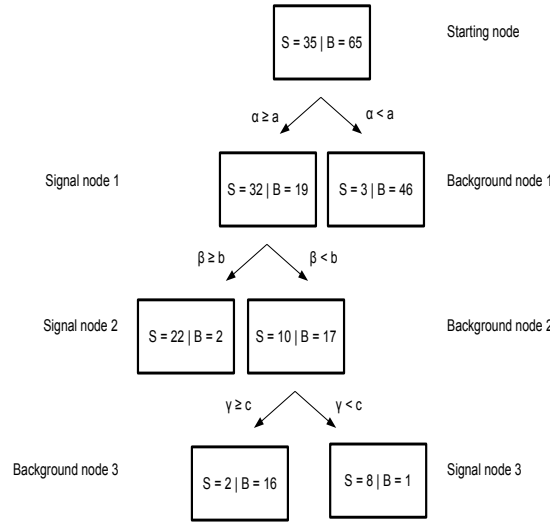 Starting node
S = 35 | B = 65
α ≥ a
α < a
Signal node 1
S = 32 | B = 19
S = 3 | B = 46
Background node 1
β ≥ b
β < b
Signal node 2
S = 22 | B = 2
S = 10 | B = 17
Background node 2
γ ≥ c
γ < c
Background node 3
S = 2 | B = 16
S = 8 | B = 1
Signal node 3